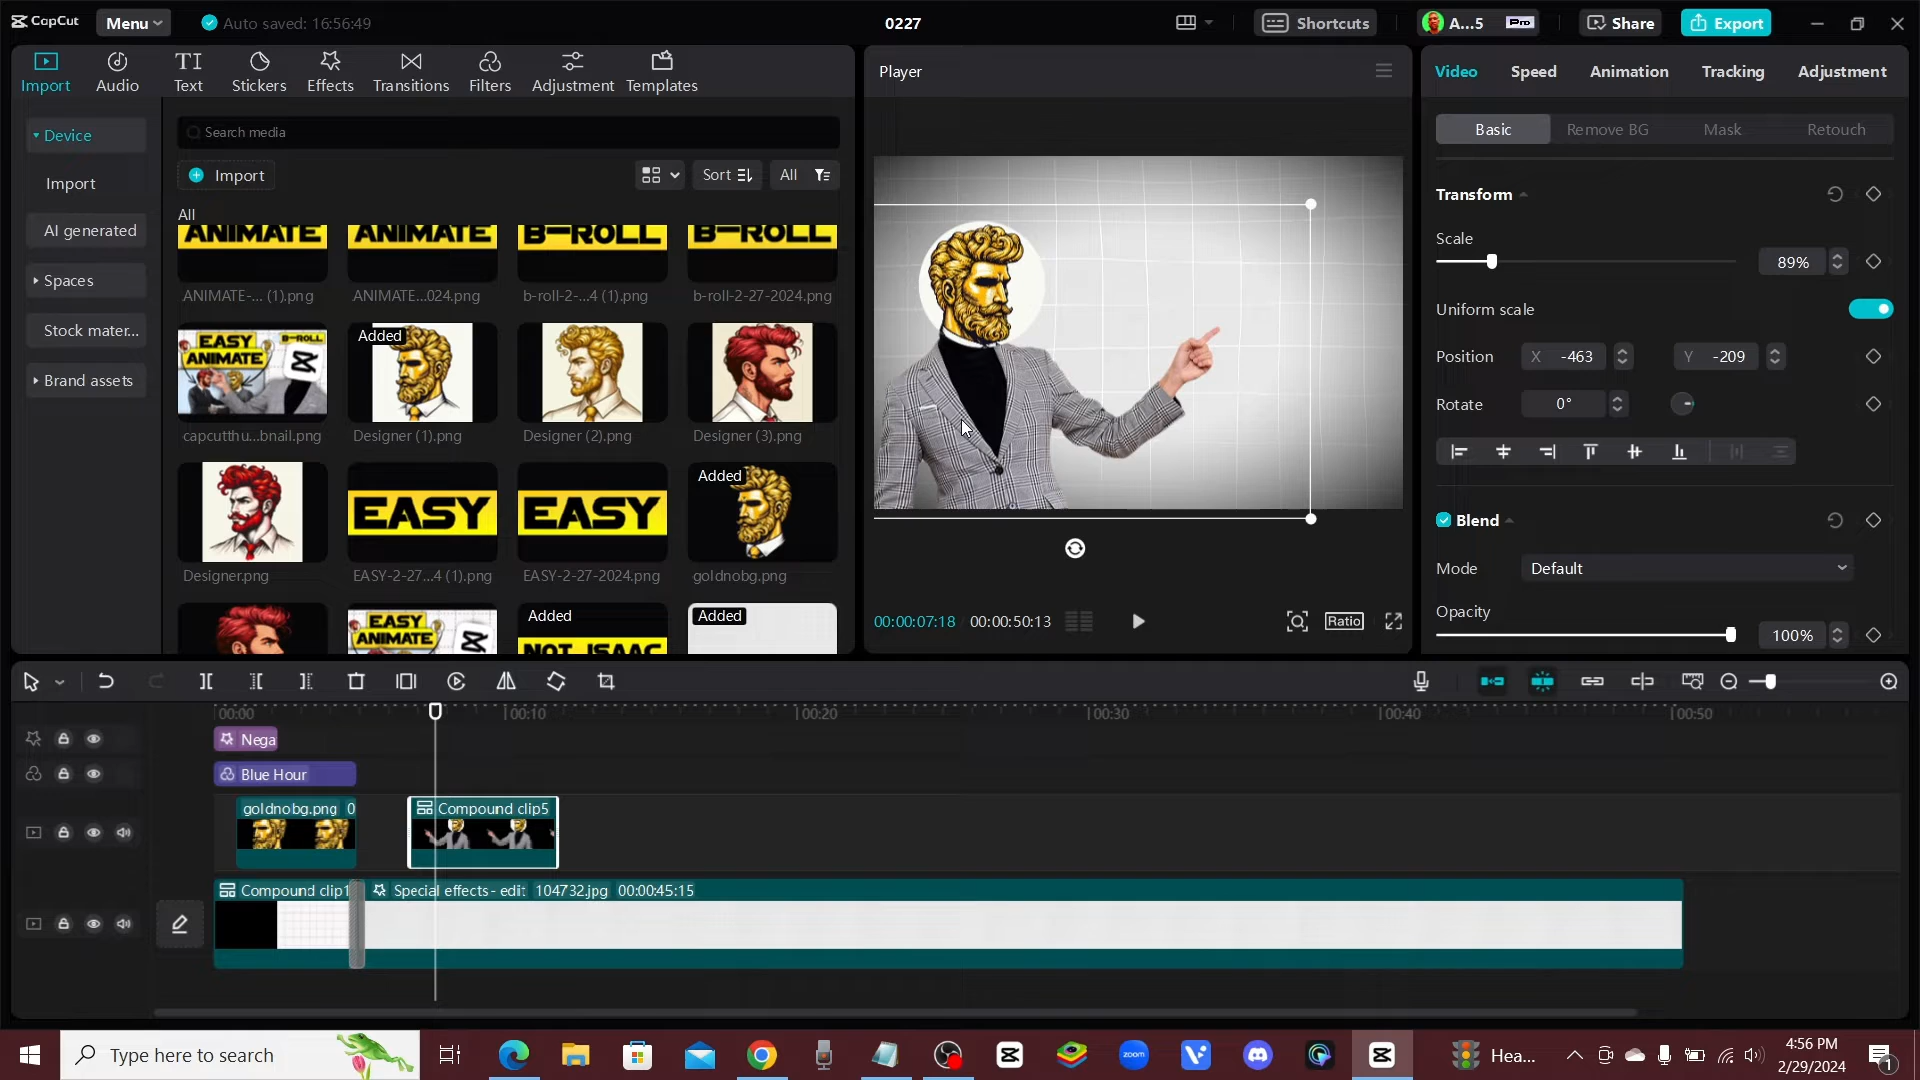 CapCut
Menu
Auto saved: 16:56:49
0227
Shortcuts
A...5
Pro
Share
Export
Import
Audio
TI
Text
Stickers
Effects
Transitions
Filters
Adjustment
Templates
Player
Video
Speed
Animation
Tracking
Adjustment
Device
Import
AI generated
Spaces
Stock mater...
Brand assets
Search media
Import
Sort
All
All
ANIMATE
ANIMATE
B-ROLL
B-ROLL
ANIMATE-... (1).png
ANIMATE...024.png
b-roll-2-...4 (1).png
b-roll-2-27-2024.png
EASY
ANIMATE
B-ROLL
Added
capcutthu...bnail.png
Designer (1).png
Designer (2).png
Designer (3).png
EASY
EASY
Added
Designer.png
EASY-2-27...4 (1).png
EASY-2-27-2024.png
goldnobg.png
EASY
ANIMATE
Added
NOT ISAAC
Added
00:00:07:18
00:00:50:13
Ratio
Basic
Remove BG
Mask
Retouch
Transform
Scale
89%
Uniform scale
Position
X -463
Y -209
Rotate
0°
Blend
Mode
Default
Opacity
100%
00:00
00:10
00:20
00:30
00:40
00:50
Nega
Blue Hour
goldnobg.png 0
Compound clip5
Compound clip1
Special effects - edit 104732.jpg 00:00:45:15
Type here to search
zoom
Hea...
4:56 PM
2/29/2024
1